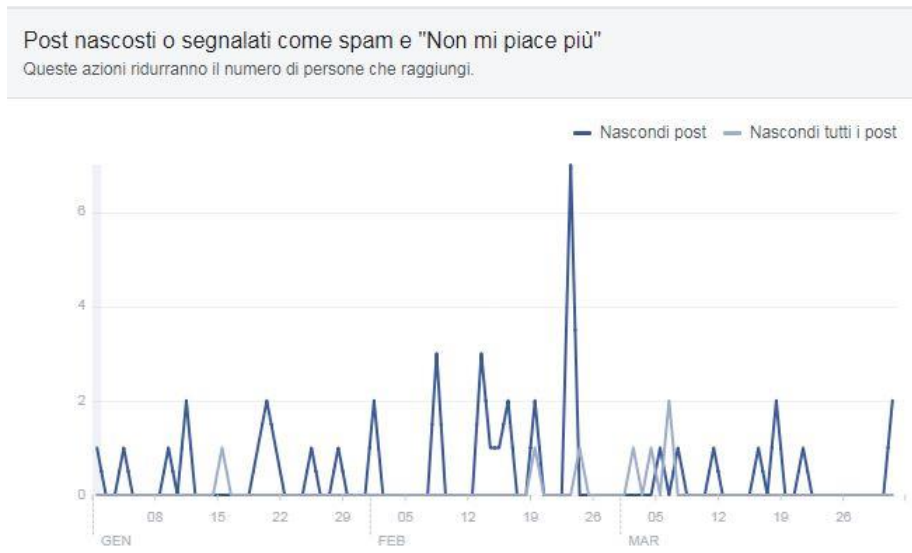 Post nascosti o segnalati come spam e "Non mi piace più"
Queste azioni ridurranno il numero di persone che raggiungi.
Nascondi post Nascondi tutti i post
6
4
2
0
08 15 22 29 05 12 19 26 05 12 19 26
GEN FEB MAR